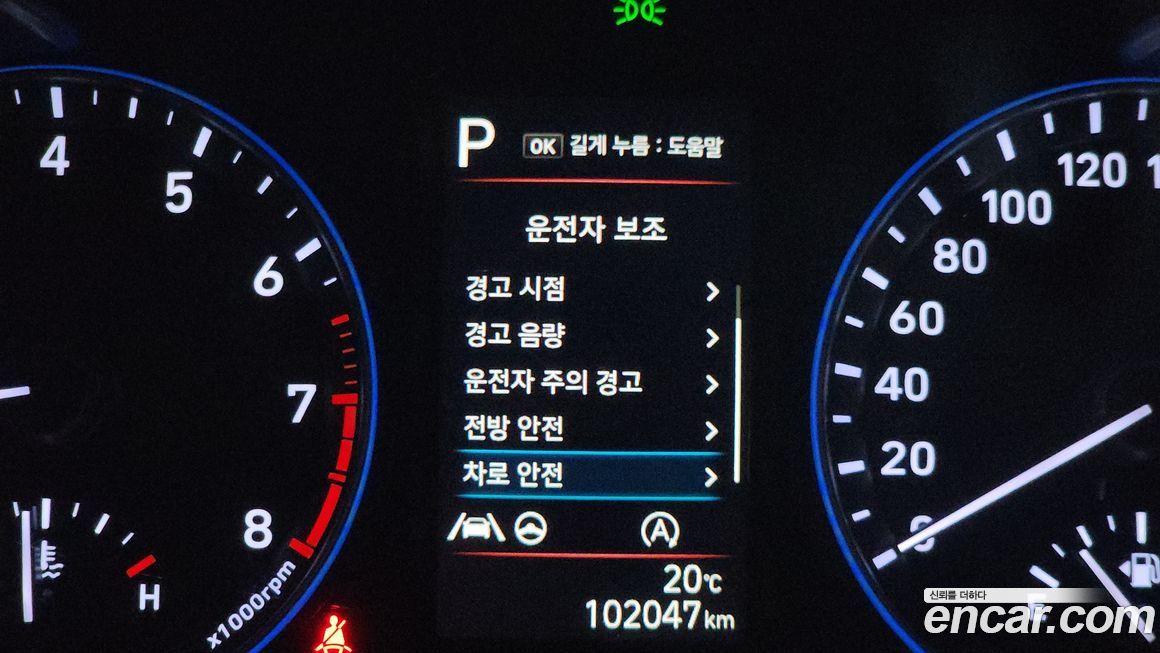 P
OK 길게 누름 : 도움말
운전자 보조
경고 시점
경고 음량
운전자 주의 경고
전방 안전
차로 안전
A
20℃
102047km
4
5
6
7
8
x1000rpm
H
120
100
80
60
40
20
0
E
신뢰를 더하다
encar.com